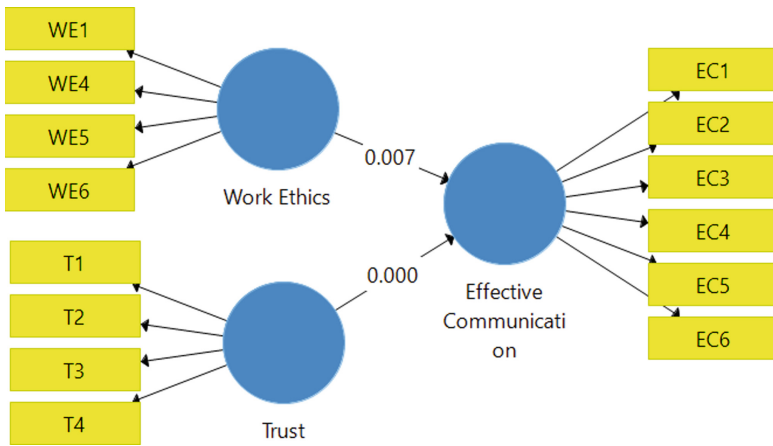 WE1
WE4
WE5
WE6
Work Ethics
0.007
T1
T2
T3
T4
Trust
0.000
Effective
Communicati
on
EC1
EC2
EC3
EC4
EC5
EC6